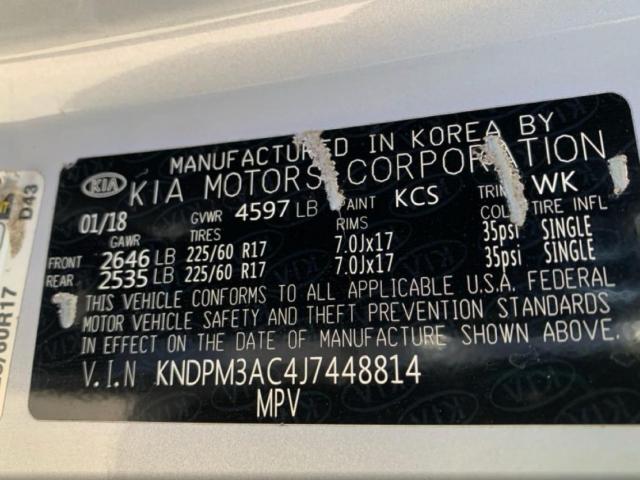 MANUFACTURED IN KOREA BY
KIA KIA MOTORS CORPORATION
01/18 GVWR 4597 LB PAINT KCS TRIM WK
GAWR TIRES RIMS COLD TIRE INFL
FRONT 2646 LB 225/60 R17 7.0Jx17 35psi SINGLE
REAR 2535 LB 225/60 R17 7.0Jx17 35psi SINGLE
THIS VEHICLE CONFORMS TO ALL APPLICABLE U.S.A. FEDERAL
MOTOR VEHICLE SAFETY AND THEFT PREVENTION STANDARDS
IN EFFECT ON THE DATE OF MANUFACTURE SHOWN ABOVE.
V.I.N KNDPM3AC4J7448814
MPV
D43